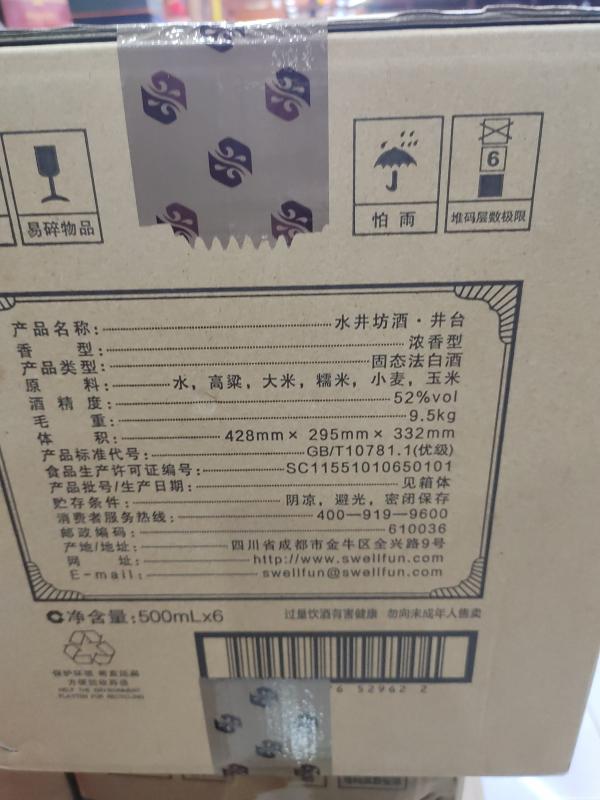 易碎物品
怕雨
6
堆码层数极限
产品名称: 水井坊酒·井台
香型: 浓香型
产品类型: 固态法白酒
原料: 水，高粱，大米，糯米，小麦，玉米
酒精度: 52%vol
毛重: 9.5kg
体积: 428mm× 295mm× 332mm
产品标准代号: GB/T10781.1(优级)
食品生产许可证编号: SC11551010650101
产品批号/生产日期: 见箱体
贮存条件: 阴凉，避光，密闭保存
消费者服务热线: 400—919—9600
邮政编码: 610036
产地/地址: 四川省成都市金牛区全兴路9号
网址: http://www.swellfun.com
E-mail: swellfun@swellfun.com
净含量:500mLx6
过量饮酒有害健康 勿向未成年人售卖
6 52962 2
HELP THE ENVIRONMENT